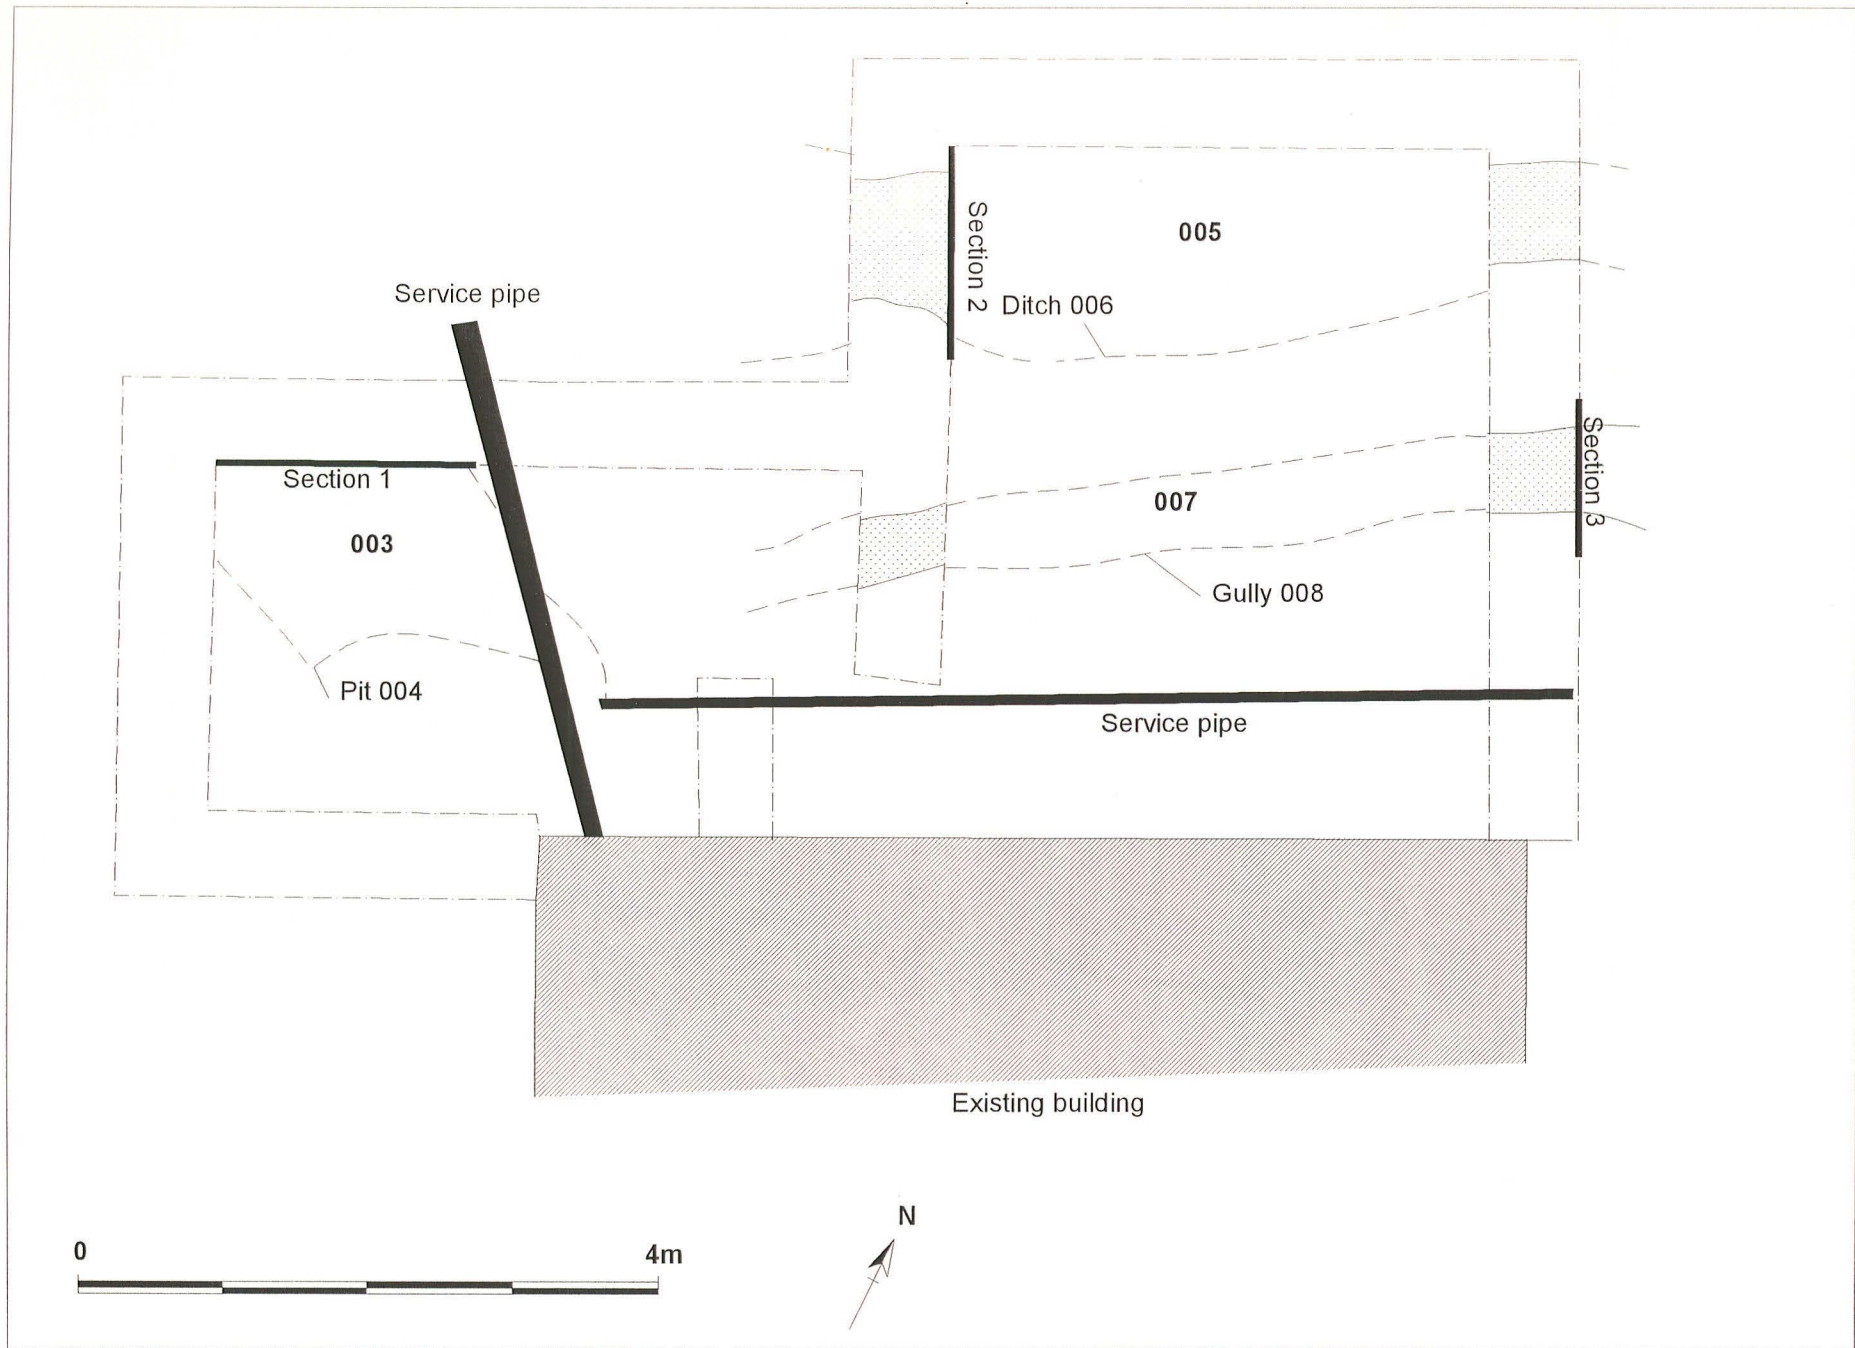 005
Section 2
Service pipe
Ditch 006
Section 3
Section 1
007
003
Gully 008
Pit 004
Service pipe
Existing building
N
0
4m